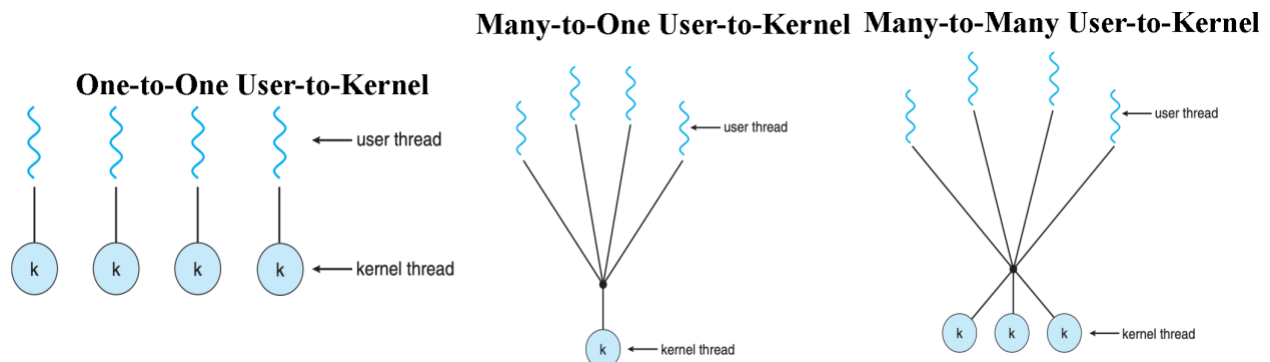 One-to-One User-to-Kernel
user thread
k k k k
kernel thread
Many-to-One User-to-Kernel
user thread
k
kernel thread
Many-to-Many User-to-Kernel
user thread
k k k
kernel thread